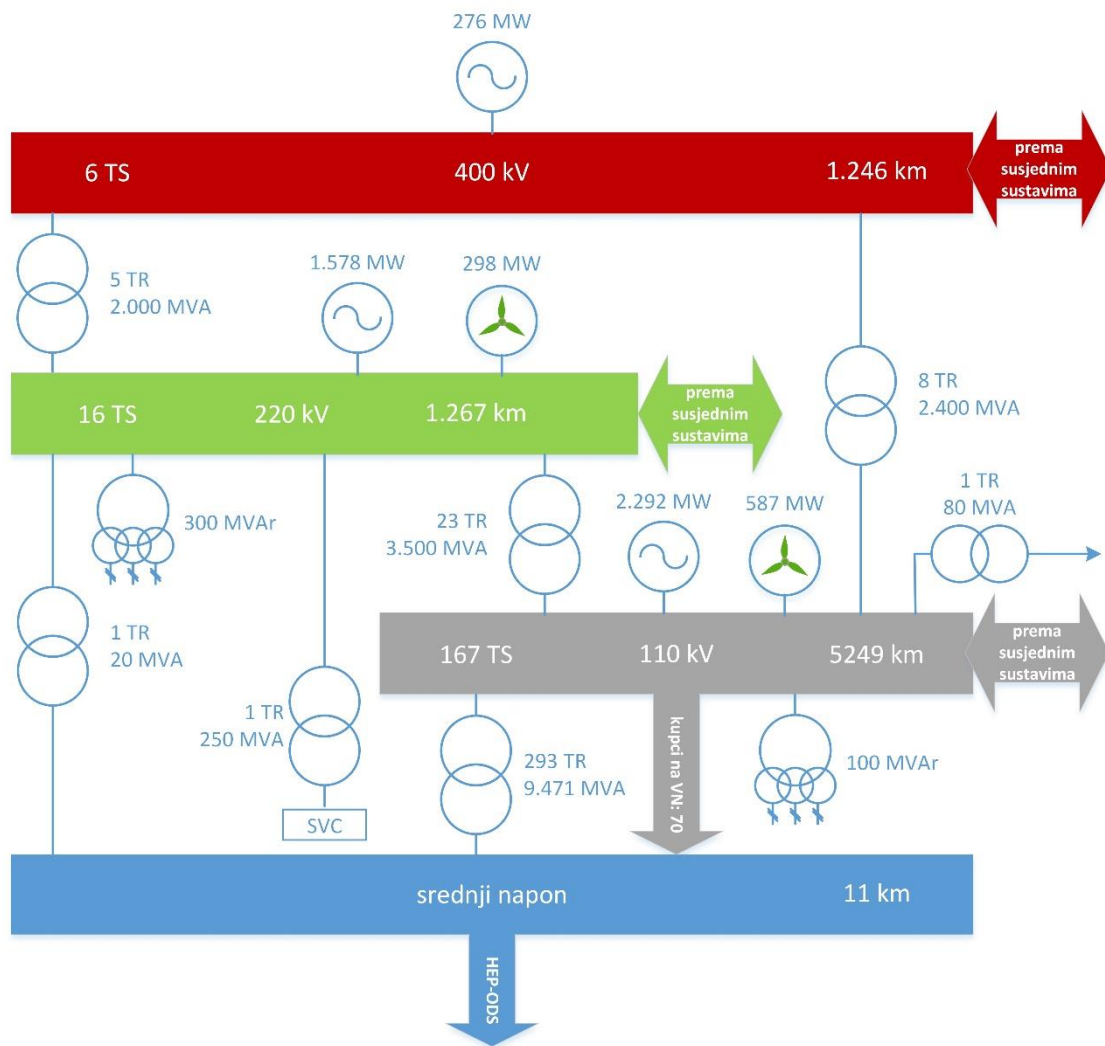 276 MW
6 TS
400 kV
1.246 km
prema
susjednim
sustavima
5 TR
2.000 MVA
1.578 MW
298 MW
8 TR
2.400 MVA
16 TS
220 kV
1.267 km
prema
susjednim
sustavima
300 MVAr
23 TR
3.500 MVA
2.292 MW
587 MW
1 TR
80 MVA
1 TR
20 MVA
167 TS
110 kV
5249 km
prema
susjednim
sustavima
1 TR
250 MVA
SVC
293 TR
9.471 MVA
kupci na VN: 70
100 MVAr
srednji napon
11 km
HEP-ODS